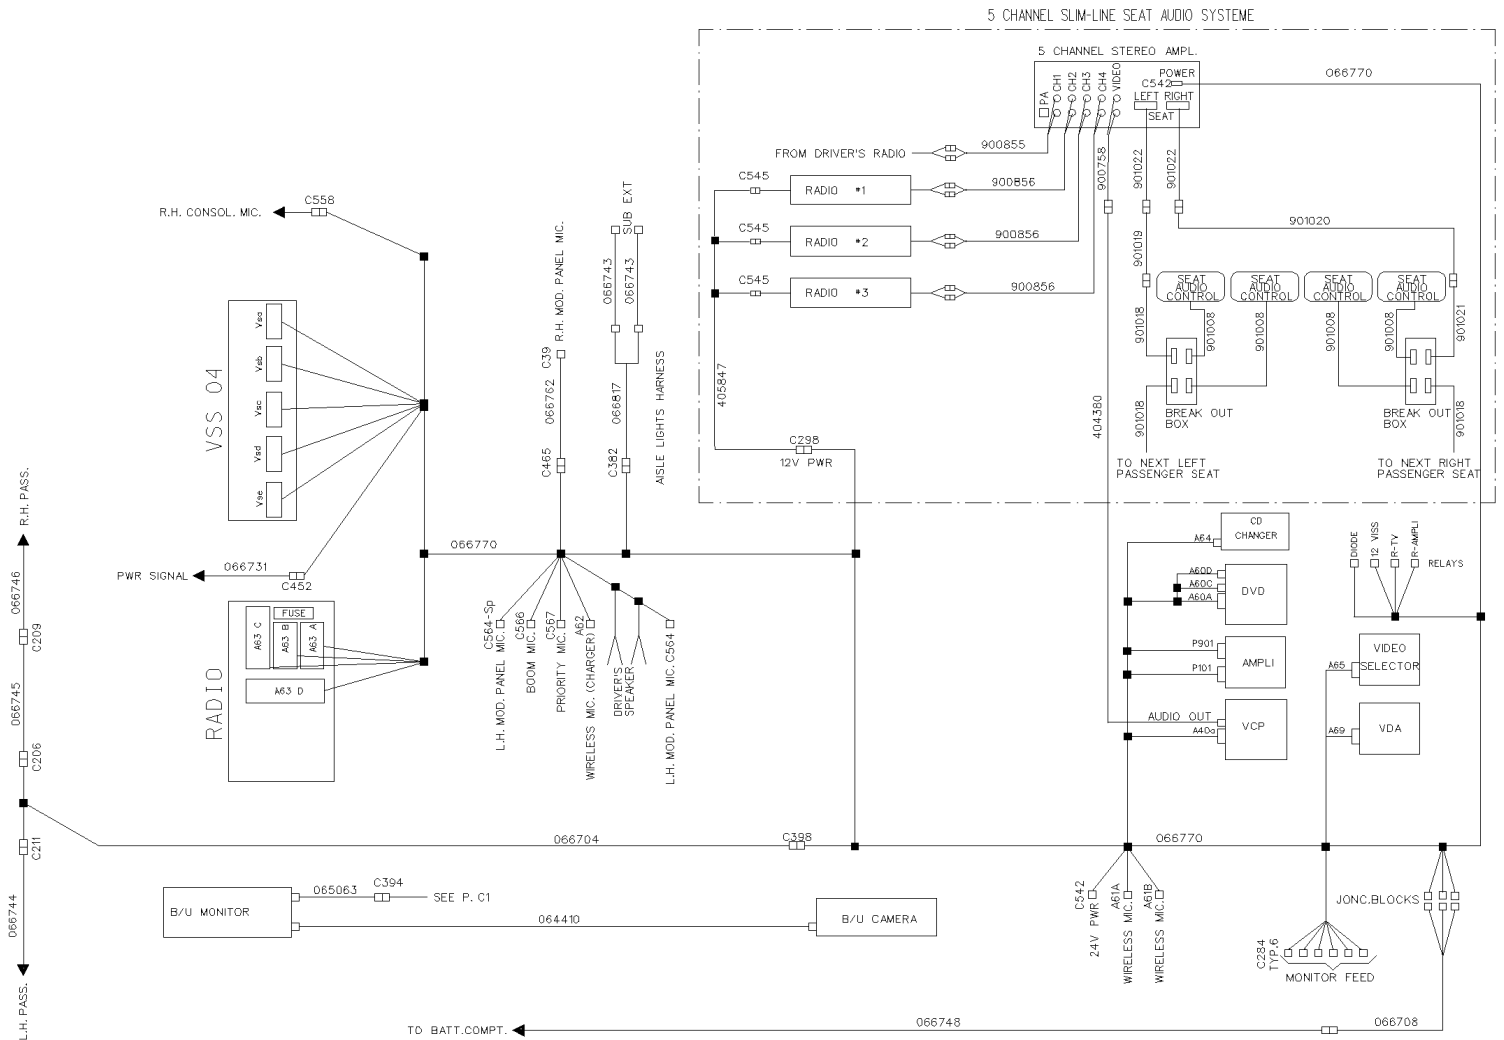 5 CHANNEL SLIM-LINE SEAT AUDIO SYSTEME
5 CHANNEL STEREO AMPL.
PA
CH1
CH2
CH3
CH4
VIDEO
POWER
C542
LEFT RIGHT
SEAT
066770
FROM DRIVER'S RADIO
900855
C545
RADIO *1
900856
C545
RADIO *2
900856
C545
RADIO *3
900856
900758
901022
901022
901020
901019
901018
901021
SEAT
AUDIO
CONTROL
SEAT
AUDIO
CONTROL
SEAT
AUDIO
CONTROL
SEAT
AUDIO
CONTROL
901008
901008
901008
901008
BREAK OUT
BOX
BREAK OUT
BOX
901018
901018
TO NEXT LEFT
PASSENGER SEAT
TO NEXT RIGHT
PASSENGER SEAT
405847
404380
C298
12V PWR
R.H. CONSOL. MIC.
C558
VSS 04
Vsa
Vsb
Vsc
Vsd
Vse
PWR SIGNAL
066731
C452
RADIO
FUSE
A63 C
A63 B
A63 A
A63 D
R.H. MOD. PANEL MIC.
C39
066762
C465
SUB EXT
066743
066743
066817
C382
AISLE LIGHTS HARNESS
066770
C564-Sp
L.H. MOD. PANEL MIC.
C566
BOOM MIC.
C567
PRIORITY MIC.
A62
WIRELESS MIC. (CHARGER)
DRIVER'S
SPEAKER
L.H. MOD. PANEL MIC. C564
R.H. PASS.
066746
C209
066745
C206
C211
066744
L.H. PASS.
066704
C398
CD
CHANGER
A64
A60D
A60C
A60A
DVD
P901
P101
AMPLI
AUDIO OUT
A40a
VCP
DIODE
12 VISS
R-TV
R-AMPLI
RELAYS
VIDEO
SELECTOR
A65
VDA
A69
066770
C542
24V PWR
A61A
WIRELESS MIC.
A61B
WIRELESS MIC.
C284
TYP.6
MONITOR FEED
JONC.BLOCKS
B/U MONITOR
065063
C394
SEE P. C1
064410
B/U CAMERA
TO BATT.COMPT.
066748
066708